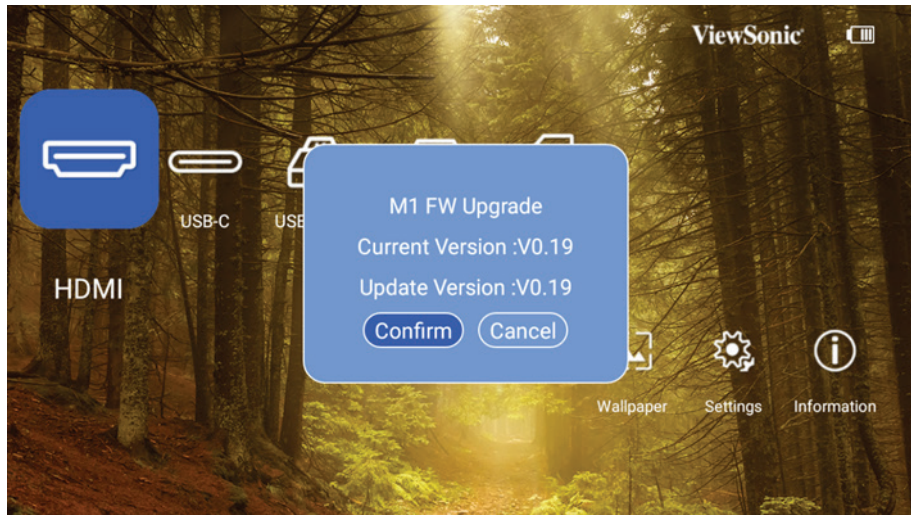 ViewSonic
USB-C
USB
HDMI
M1 FW Upgrade
Current Version :V0.19
Update Version :V0.19
Confirm
Cancel
Wallpaper
Settings
Information